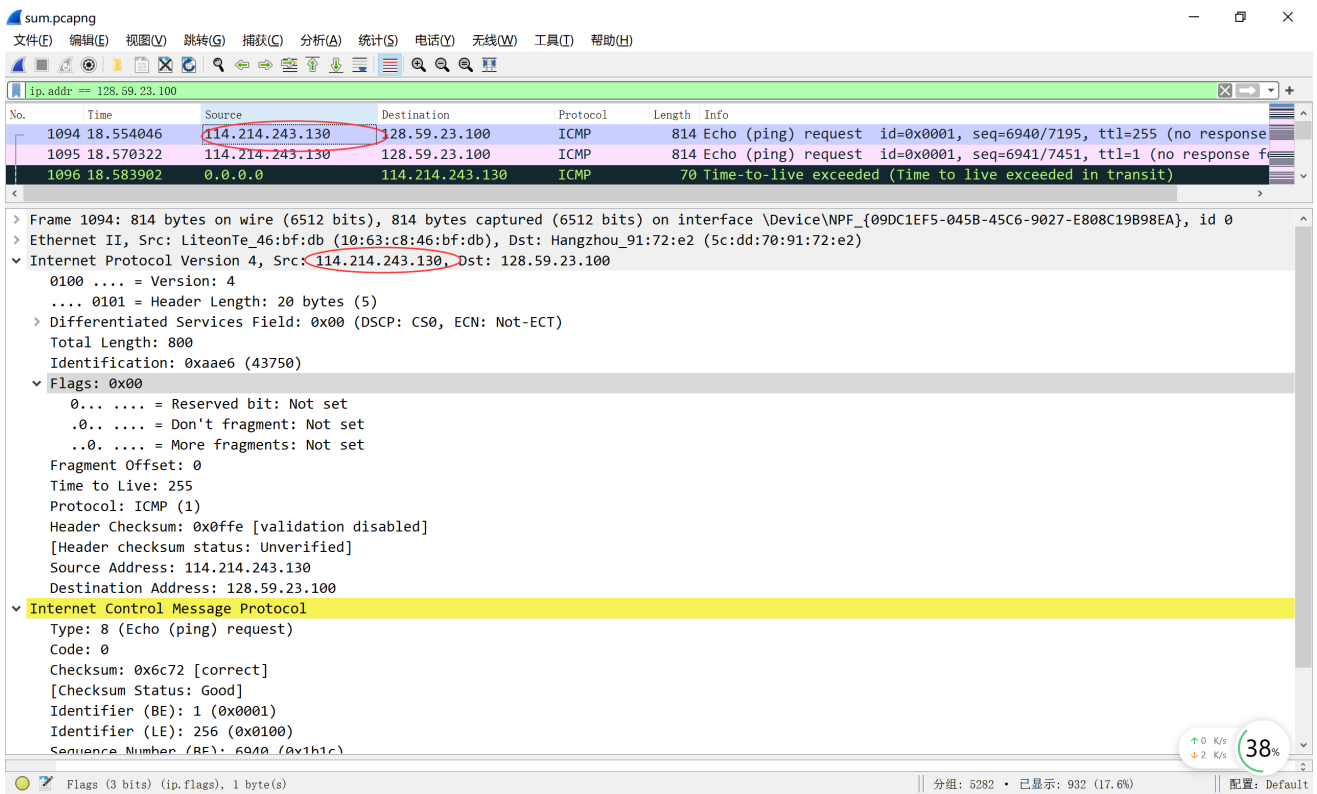 sum.pcapng
文件(F) 编辑(E) 视图(V) 跳转(G) 捕获(C) 分析(A) 统计(S) 电话(Y) 无线(W) 工具(T) 帮助(H)
ip.addr == 128.59.23.100
No. Time Source Destination Protocol Length Info
1094 18.554046 114.214.243.130 128.59.23.100 ICMP 814 Echo (ping) request id=0x0001, seq=6940/7195, ttl=255 (no response
1095 18.570322 114.214.243.130 128.59.23.100 ICMP 814 Echo (ping) request id=0x0001, seq=6941/7451, ttl=1 (no response fo
1096 18.583902 0.0.0.0 114.214.243.130 ICMP 70 Time-to-live exceeded (Time to live exceeded in transit)
Frame 1094: 814 bytes on wire (6512 bits), 814 bytes captured (6512 bits) on interface \Device\NPF_{09DC1EF5-045B-45C6-9027-E808C19B98EA}, id 0
Ethernet II, Src: LiteonTe_46:bf:db (10:63:c8:46:bf:db), Dst: Hangzhou_91:72:e2 (5c:dd:70:91:72:e2)
Internet Protocol Version 4, Src: 114.214.243.130, Dst: 128.59.23.100
0100 .... = Version: 4
.... 0101 = Header Length: 20 bytes (5)
Differentiated Services Field: 0x00 (DSCP: CS0, ECN: Not-ECT)
Total Length: 800
Identification: 0xaae6 (43750)
Flags: 0x00
0... .... = Reserved bit: Not set
.0.. .... = Don't fragment: Not set
..0. .... = More fragments: Not set
Fragment Offset: 0
Time to Live: 255
Protocol: ICMP (1)
Header Checksum: 0x0ffe [validation disabled]
[Header checksum status: Unverified]
Source Address: 114.214.243.130
Destination Address: 128.59.23.100
Internet Control Message Protocol
Type: 8 (Echo (ping) request)
Code: 0
Checksum: 0x6c72 [correct]
[Checksum Status: Good]
Identifier (BE): 1 (0x0001)
Identifier (LE): 256 (0x0100)
Sequence Number (BE): 6940 (0x1b1c)
0 K/s
2 K/s
38%
Flags (3 bits) (ip.flags), 1 byte(s) 分组: 5282 · 已显示: 932 (17.6%) 配置: Default